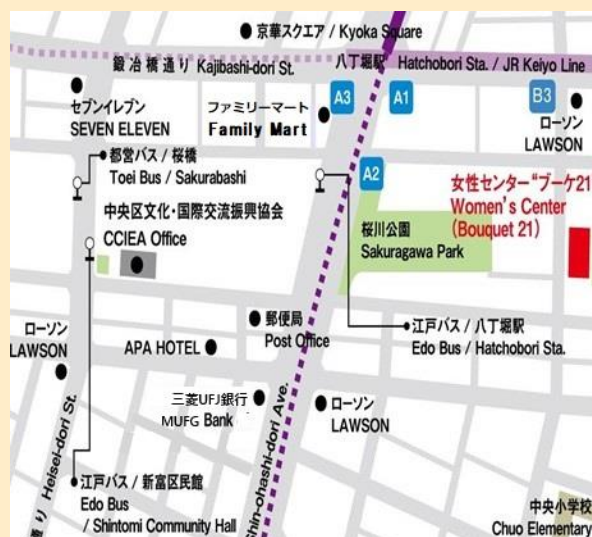 京華スクエア / Kyoka Square
鍛冶橋通り Kajibashi-dori St.
八丁堀駅 Hatchobori Sta. / JR Keiyo Line
A3
A1
B3
セブンイレブン
SEVEN ELEVEN
ファミリーマート
Family Mart
ローソン
LAWSON
都営バス / 桜橋
Toei Bus / Sakurabashi
A2
女性センター“ブーケ21
Women's Center
(Bouquet 21)
中央区文化・国際交流振興協会
CCIEA Office
桜川公園
Sakuragawa Park
郵便局
Post Office
江戸バス / 八丁堀駅
Edo Bus / Hatchobori Sta.
ローソン
LAWSON
APA HOTEL
三菱UFJ銀行
MUFG Bank
ローソン
LAWSON
通り Heisei-dori St.
Shin-ohashi-dori Ave.
江戸バス / 新富区民館
Edo Bus
/ Shintomi Community Hall
中央小学校
Chuo Elementary